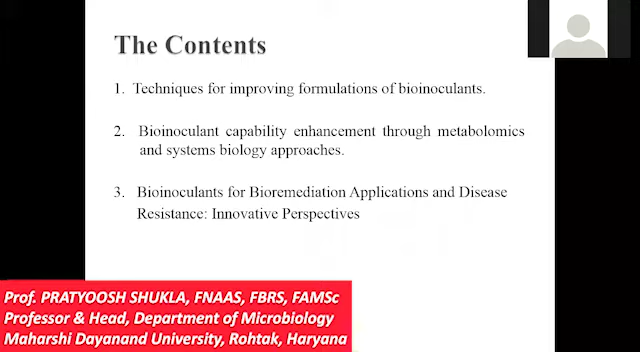 The Contents
1. Techniques for improving formulations of bioinoculants.
2. Bioinoculant capability enhancement through metabolomics
and systems biology approaches.
3. Bioinoculants for Bioremediation Applications and Disease
Resistance: Innovative Perspectives
Prof. PRATYOOSH SHUKLA, FNAAS, FBRS, FAMSc
Professor & Head, Department of Microbiology
Maharshi Dayanand University, Rohtak, Haryana